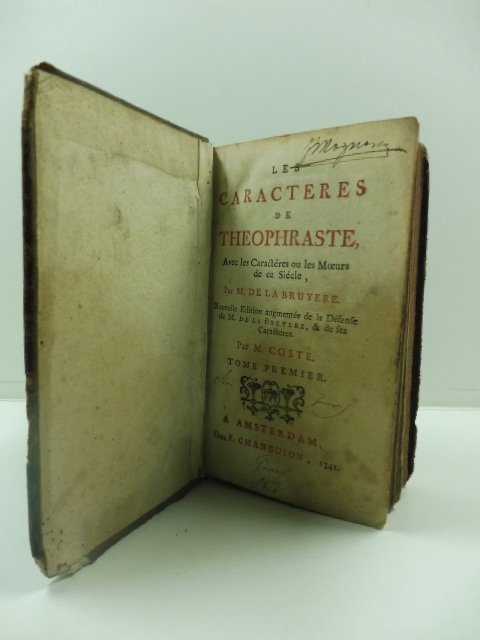 LES
CARACTERES
DE
THEOPHRASTE,
Avec les Caractéres ou les Mœurs
de ce Siécle,
Par M. DE LA BRUYERE.
Nouvelle Edition augmentée de la Défense
de M. DE LA BRUYERE, & de ses
Caractéres.
Par M. COSTE.
TOME PREMIER.
A AMSTERDAM,
Chez F. CHANGUION, 1741.